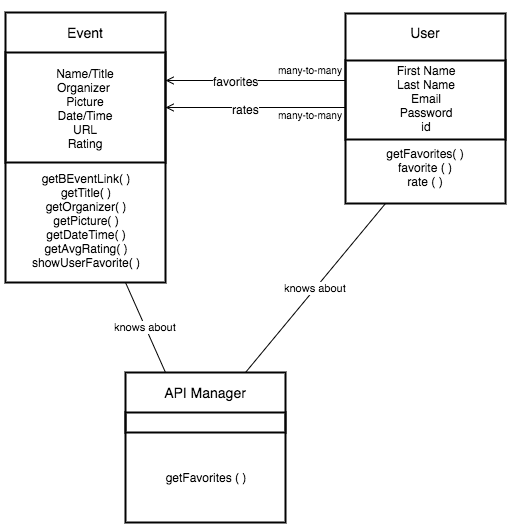 Event
Name/Title
Organizer
Picture
Date/Time
URL
Rating
getBEventLink( )
getTitle( )
getOrganizer( )
getPicture( )
getDateTime( )
getAvgRating( )
showUserFavorite( )
favorites
many-to-many
rates
many-to-many
User
First Name
Last Name
Email
Password
id
getFavorites( )
favorite ( )
rate ( )
knows about
knows about
API Manager
getFavorites ( )